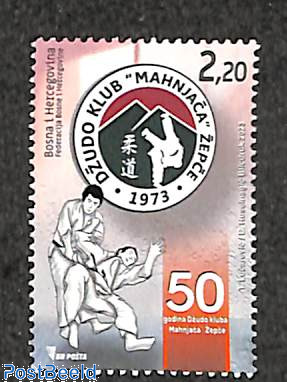 2,20
Bosna i Hercegovina
Federacija Bosne i Hercegovine
DŽUDO KLUB "MAHNJAČA" ŽEPČE
柔道
• 1973 •
50
godina Džudo kluba
Mahnjača Žepče
BH POŠTA
© PostBeeld